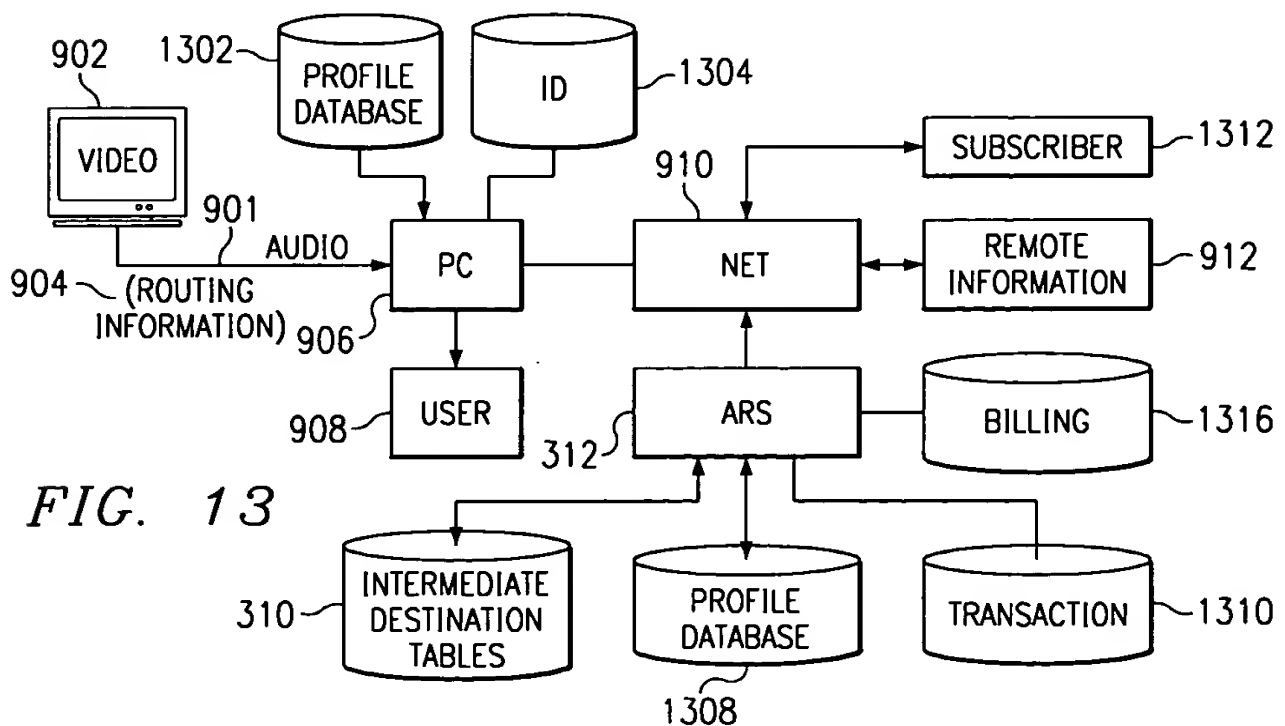 902
1302
PROFILE
DATABASE
ID
1304
VIDEO
910
SUBSCRIBER
1312
901
AUDIO
904
(ROUTING
INFORMATION)
PC
906
NET
REMOTE
INFORMATION
912
USER
908
ARS
312
BILLING
1316
FIG. 13
INTERMEDIATE
DESTINATION
TABLES
310
PROFILE
DATABASE
1308
TRANSACTION
1310